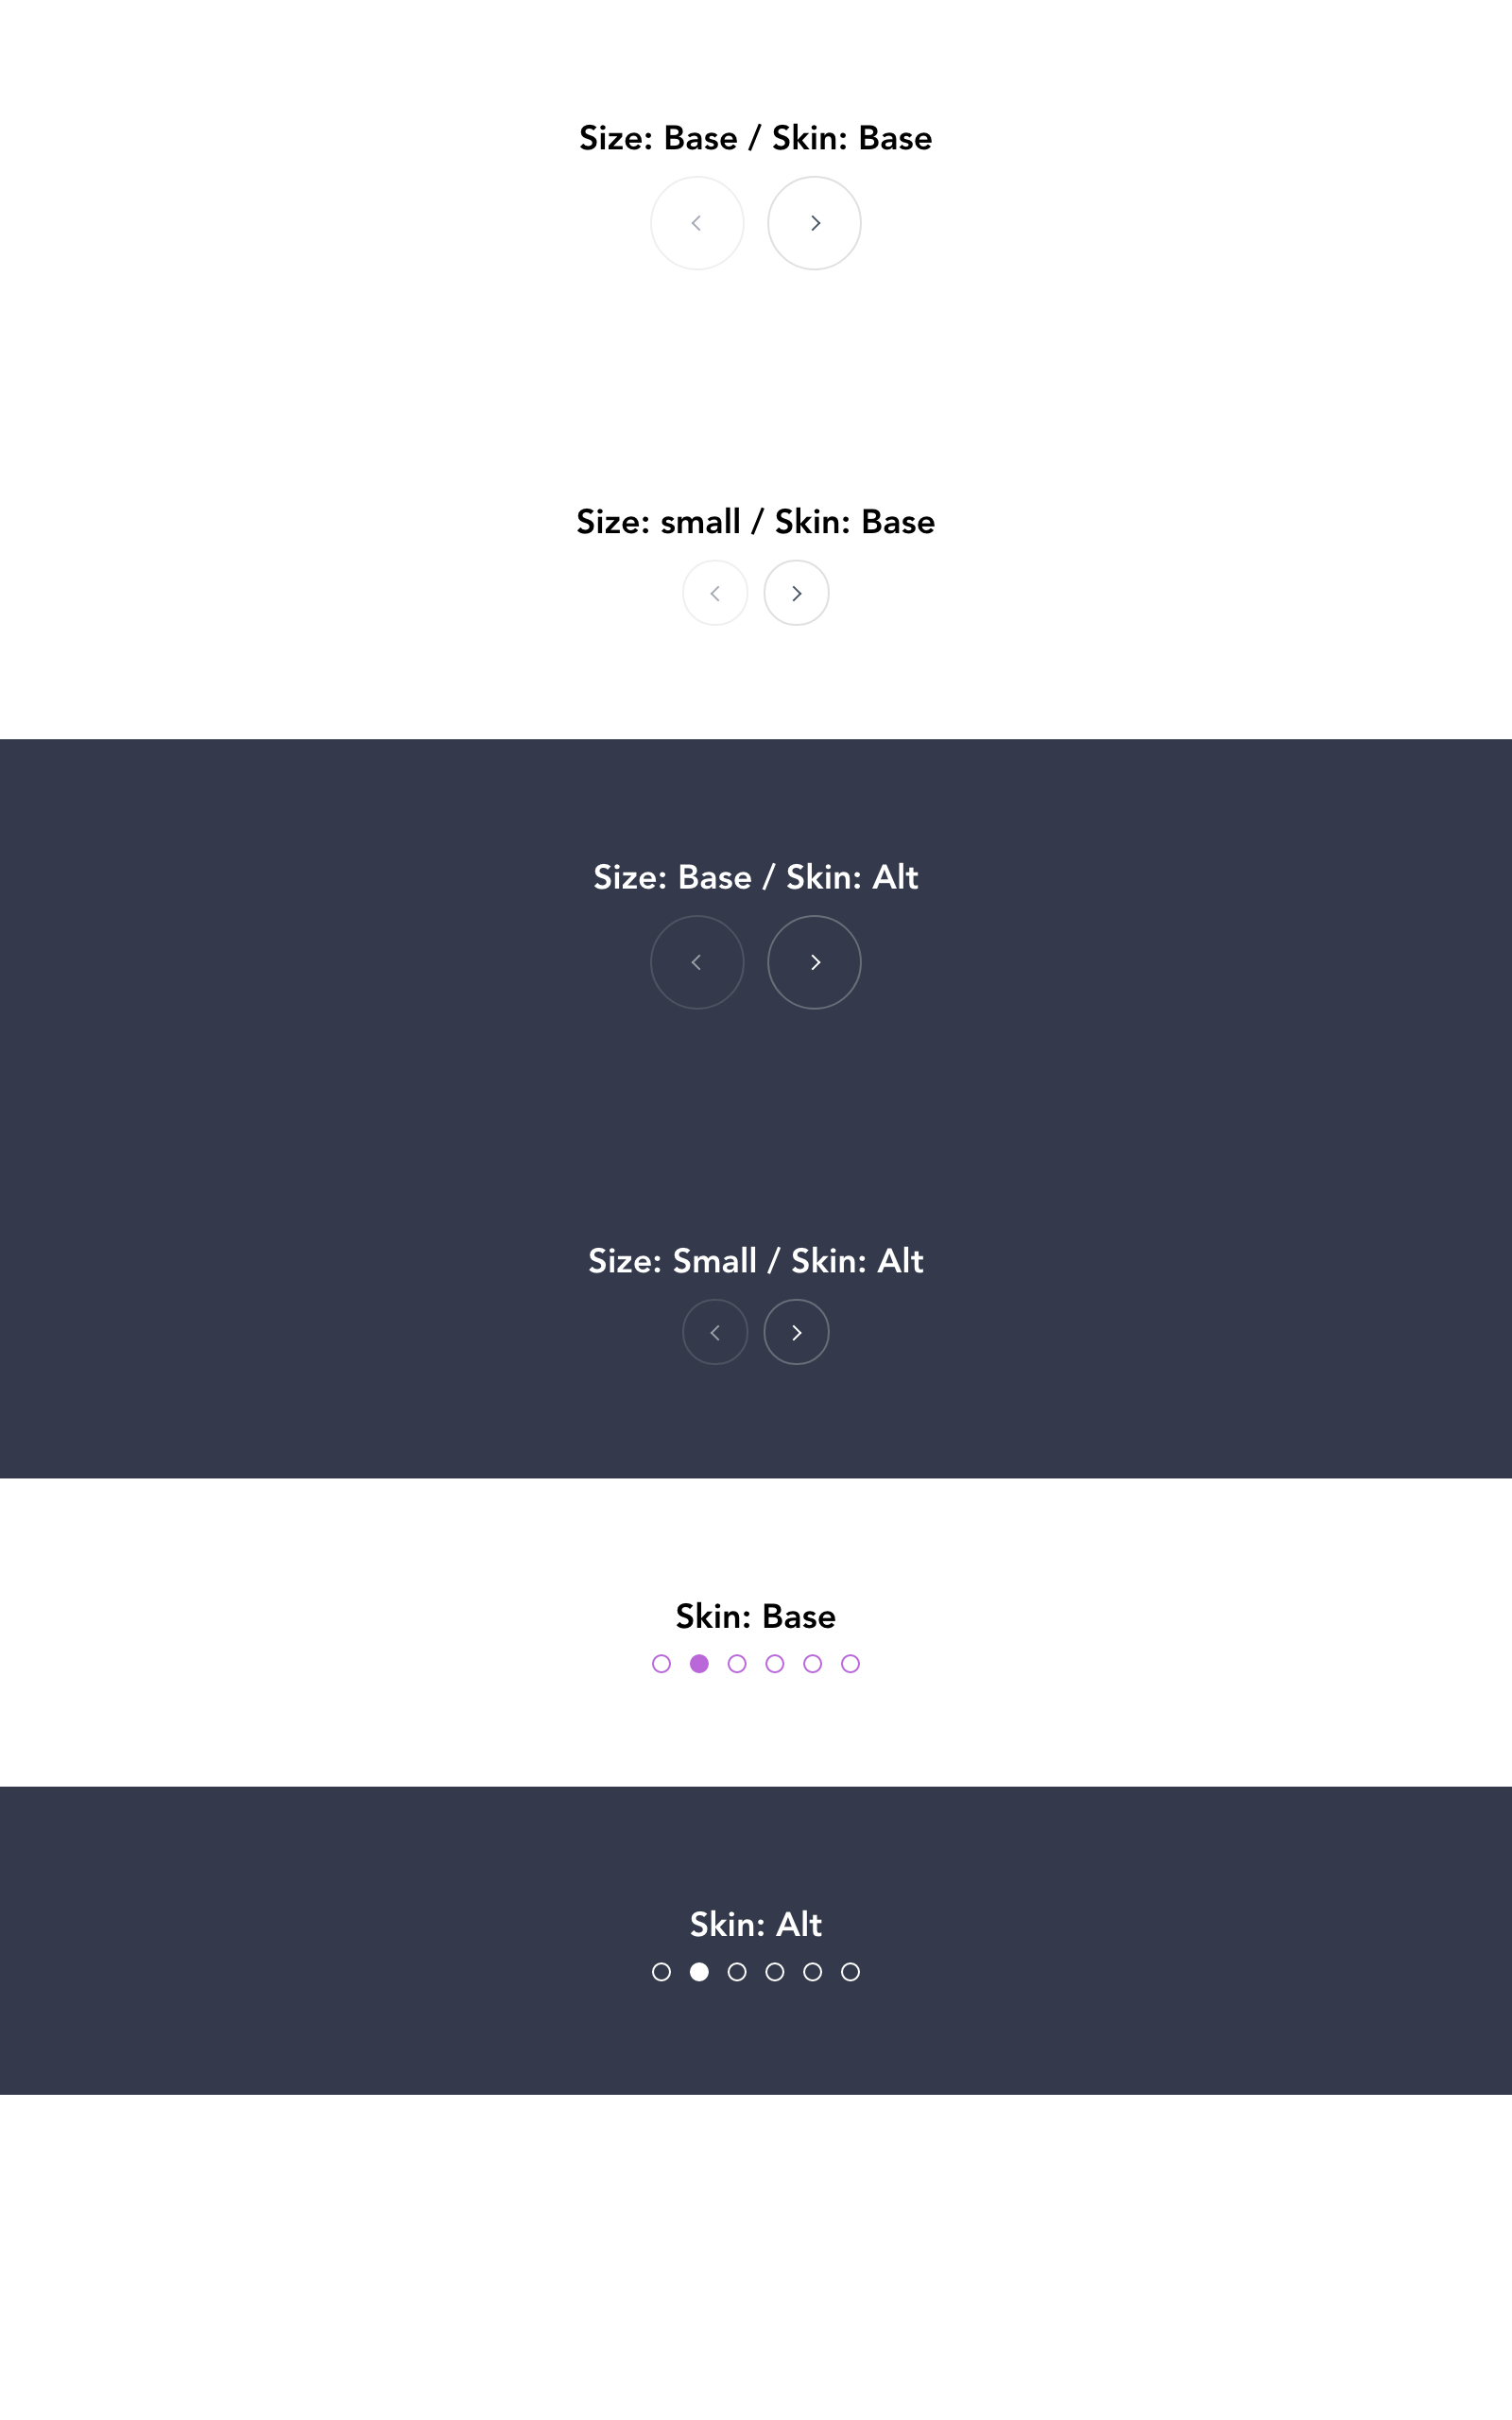 Size: Base / Skin: Base
Size: small / Skin: Base
Size: Base / Skin: Alt
Size: Small / Skin: Alt
Skin: Base
Skin: Alt